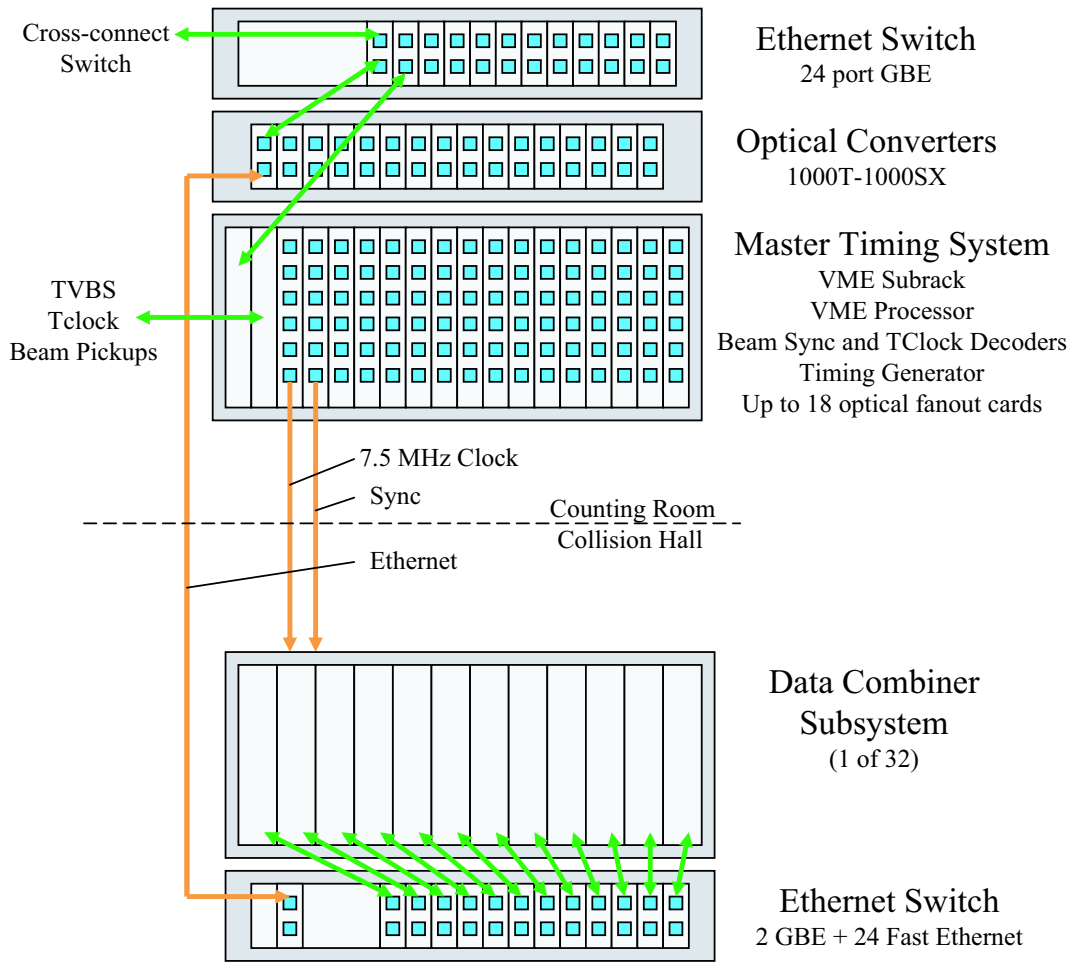 Cross-connect
Switch
Ethernet Switch
24 port GBE
Optical Converters
1000T-1000SX
Master Timing System
VME Subrack
VME Processor
Beam Sync and TClock Decoders
Timing Generator
Up to 18 optical fanout cards
TVBS
Tclock
Beam Pickups
7.5 MHz Clock
Sync
Counting Room
Collision Hall
Ethernet
Data Combiner
Subsystem
(1 of 32)
Ethernet Switch
2 GBE + 24 Fast Ethernet